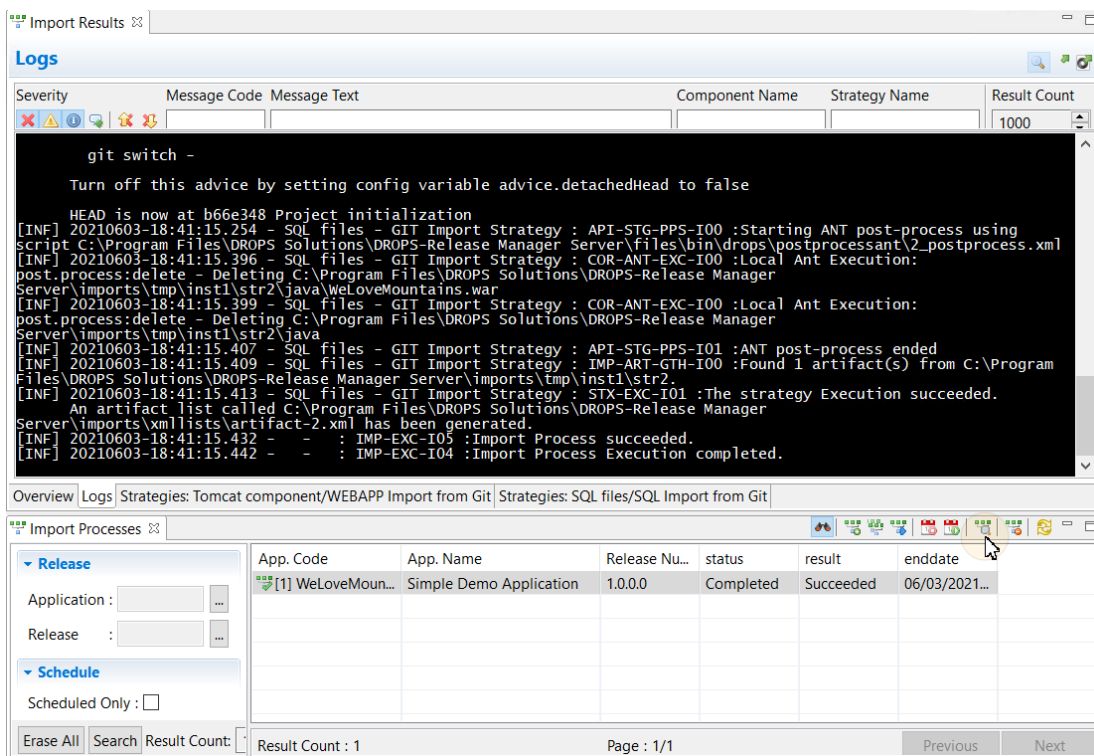 Import Results
Logs
Severity Message Code Message Text Component Name Strategy Name Result Count
1000
git switch -
Turn off this advice by setting config variable advice.detachedHead to false
HEAD is now at b66e348 Project initialization
[INF] 20210603-18:41:15.254 - SQL files - GIT Import Strategy : API-STG-PPS-I00 :Starting ANT post-process using
script C:\Program Files\DROPS Solutions\DROPS-Release Manager Server\files\bin\drops\postprocessant\2_postprocess.xml
[INF] 20210603-18:41:15.396 - SQL files - GIT Import Strategy : COR-ANT-EXC-I00 :Local Ant Execution:
post.process:delete - Deleting C:\Program Files\DROPS Solutions\DROPS-Release Manager
Server\imports\tmp\inst1\str2\java\WeLoveMountains.war
[INF] 20210603-18:41:15.399 - SQL files - GIT Import Strategy : COR-ANT-EXC-I00 :Local Ant Execution:
post.process:delete - Deleting C:\Program Files\DROPS Solutions\DROPS-Release Manager
Server\imports\tmp\inst1\str2\java
[INF] 20210603-18:41:15.407 - SQL files - GIT Import Strategy : API-STG-PPS-I01 :ANT post-process ended
[INF] 20210603-18:41:15.409 - SQL files - GIT Import Strategy : IMP-ART-GTH-I00 :Found 1 artifact(s) from C:\Program
Files\DROPS Solutions\DROPS-Release Manager Server\imports\tmp\inst1\str2.
[INF] 20210603-18:41:15.413 - SQL files - GIT Import Strategy : STX-EXC-I01 :The strategy Execution succeeded.
An artifact list called C:\Program Files\DROPS Solutions\DROPS-Release Manager
Server\imports\xmllists\artifact-2.xml has been generated.
[INF] 20210603-18:41:15.432 - - : IMP-EXC-I05 :Import Process succeeded.
[INF] 20210603-18:41:15.442 - - : IMP-EXC-I04 :Import Process Execution completed.
Overview Logs Strategies: Tomcat component/WEBAPP Import from Git Strategies: SQL files/SQL Import from Git
Import Processes
Release
Application : ...
Release : ...
Schedule
Scheduled Only :
Erase All Search Result Count:
App. Code App. Name Release Nu... status result enddate
[1] WeLoveMoun... Simple Demo Application 1.0.0.0 Completed Succeeded 06/03/2021...
Result Count : 1 Page : 1/1 Previous Next